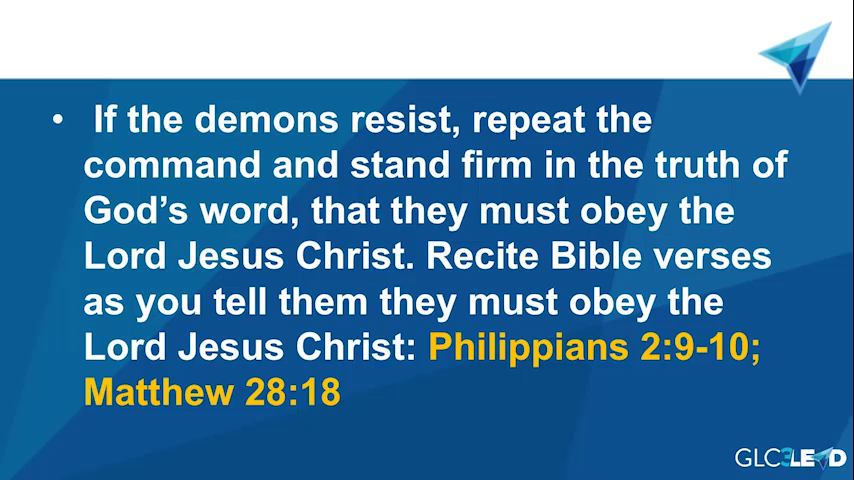 • If the demons resist, repeat the
command and stand firm in the truth of
God’s word, that they must obey the
Lord Jesus Christ. Recite Bible verses
as you tell them they must obey the
Lord Jesus Christ: Philippians 2:9-10;
Matthew 28:18
GLC3LEAD